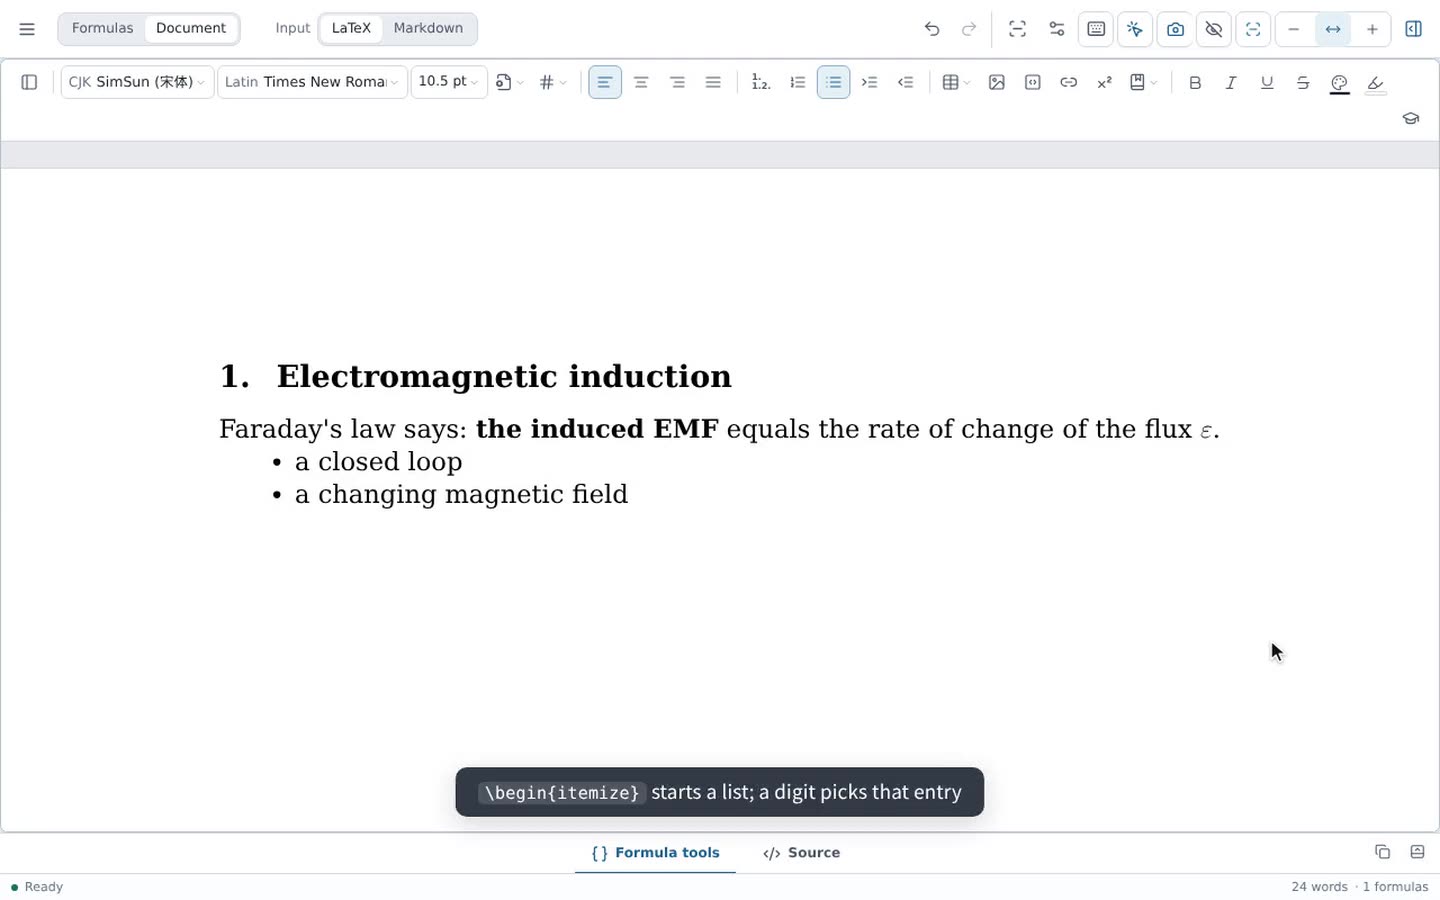 Formulas Document Input LaTeX Markdown
CJK SimSun (宋体) Latin Times New Roma 10.5 pt
1. Electromagnetic induction
Faraday's law says: the induced EMF equals the rate of change of the flux ε.
• a closed loop
• a changing magnetic field
\begin{itemize} starts a list; a digit picks that entry
{} Formula tools </> Source
Ready 24 words · 1 formulas